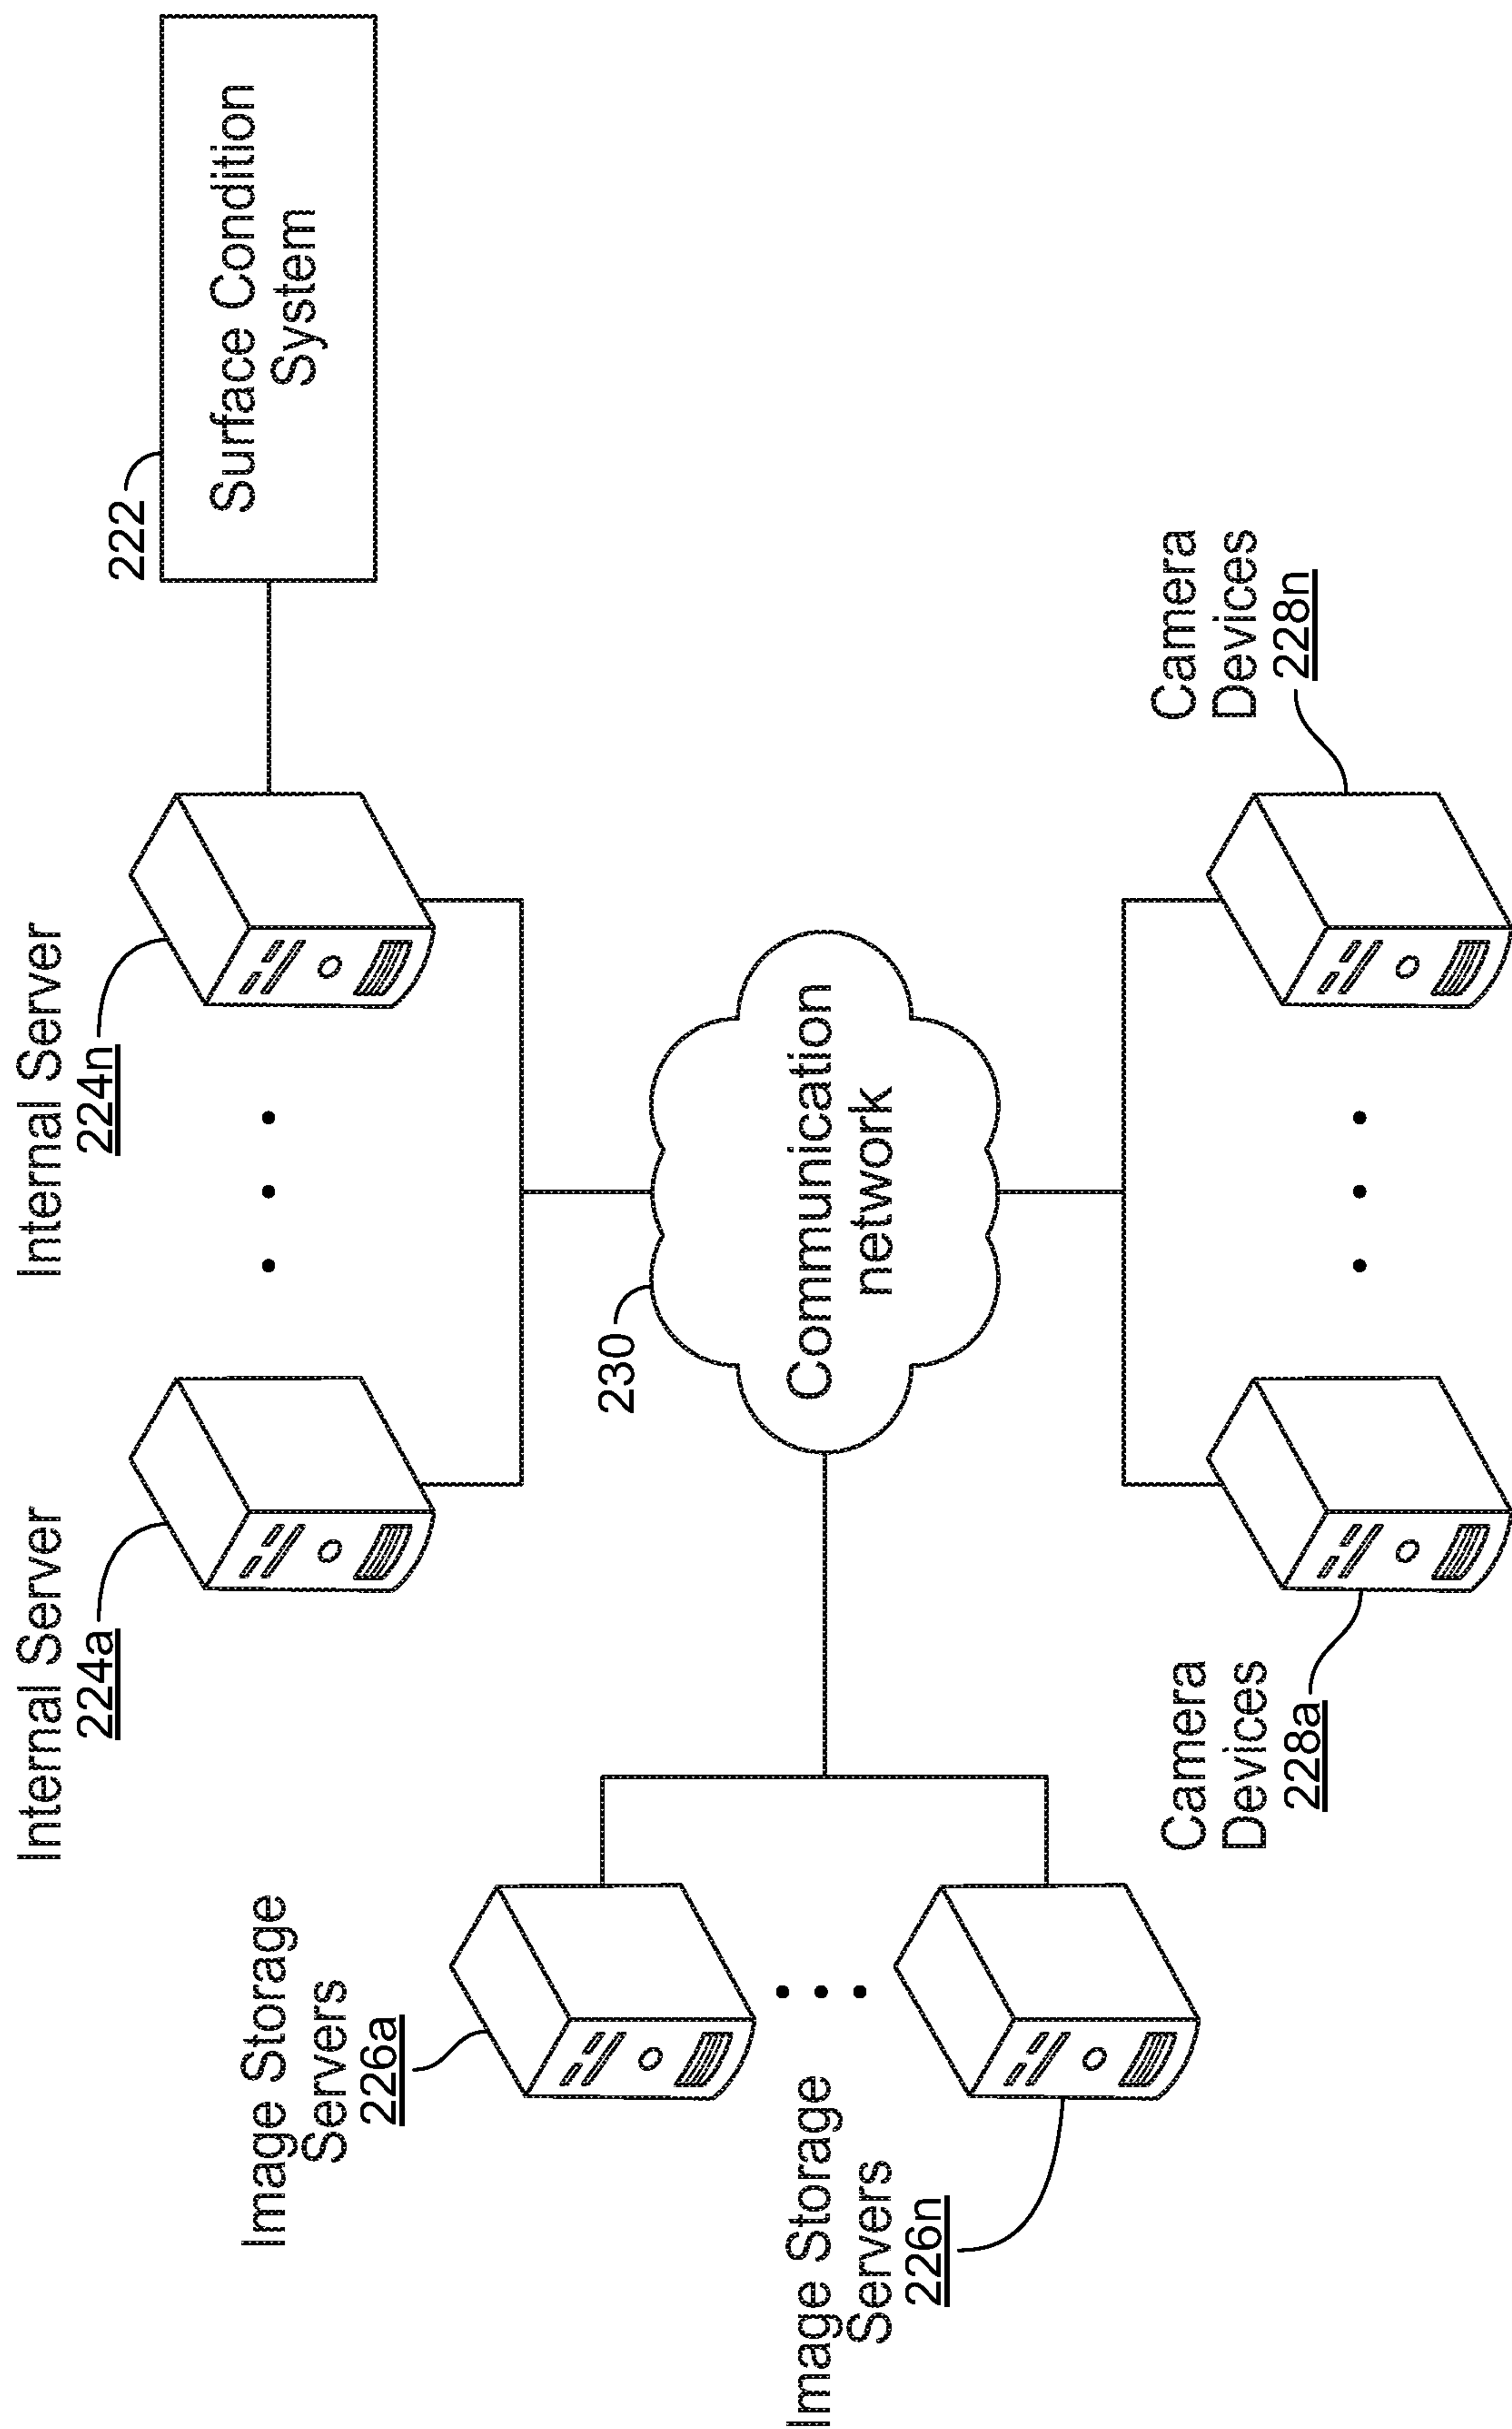 Internal Server
224a
Internal Server
224n
222
Surface Condition
System
Image Storage
Servers
226a
230
Communication
network
Image Storage
Servers
226n
Camera
Devices
228a
Camera
Devices
228n